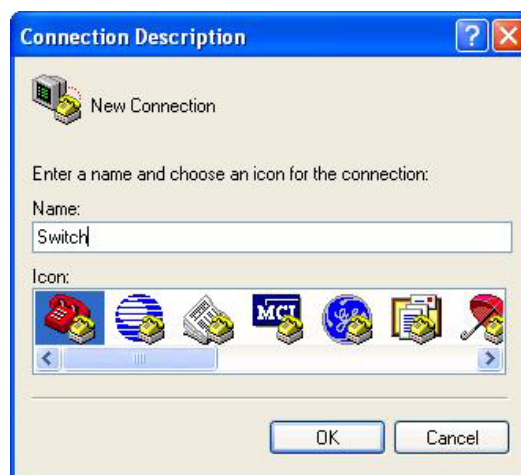 Connection Description
New Connection
Enter a name and choose an icon for the connection:
Name:
Switch
Icon:
MCI
OK Cancel